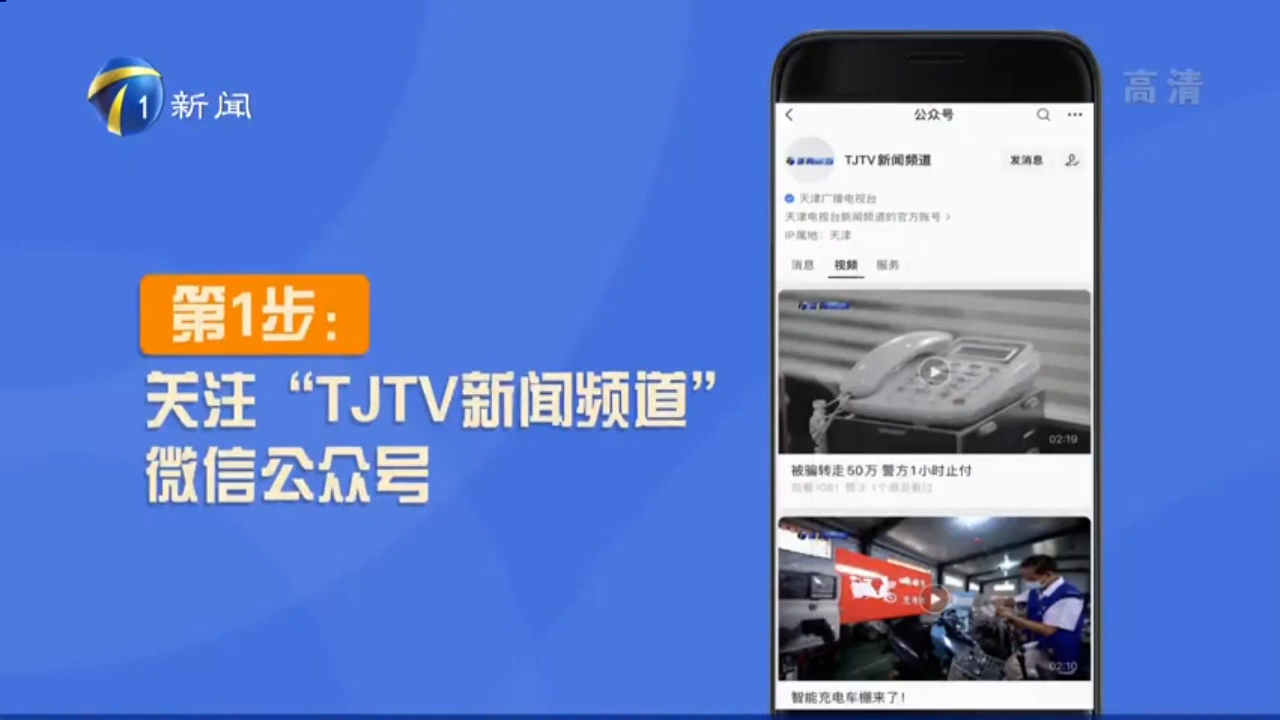 1 新闻
高清
第1步：
关注“TJTV新闻频道”
微信公众号
公众号
TJTV新闻频道
发消息
天津广播电视台
天津电视台新闻频道的官方账号
IP属地：天津
消息 视频 服务
02:19
被骗转走50万 警方1小时止付
02:10
智能充电车棚来了！